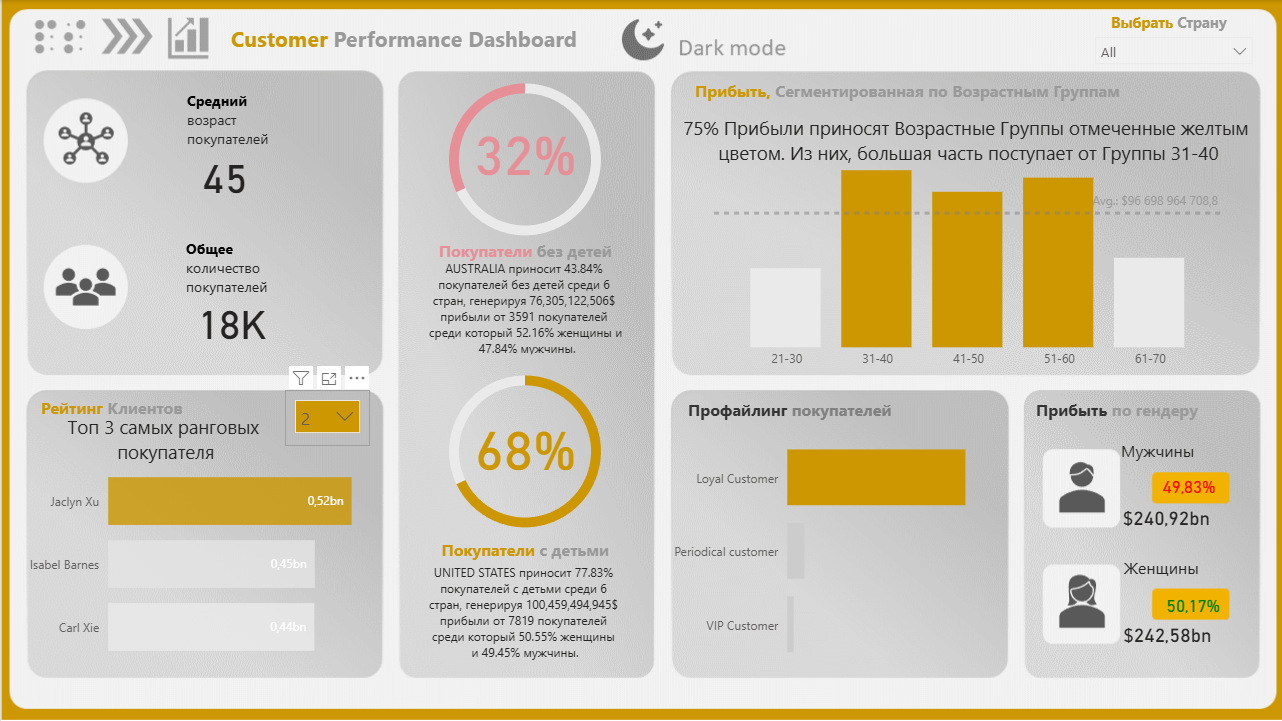 Customer Performance Dashboard
Dark mode
Выбрать Страну
All
Средний
возраст
покупателей
45
Общее
количество
покупателей
18K
32%
Покупатели без детей
AUSTRALIA приносит 43.84%
покупателей без детей среди 6
стран, генерируя 76,305,122,506$
прибыли от 3591 покупателей
среди который 52.16% женщины и
47.84% мужчины.
68%
Покупатели с детьми
UNITED STATES приносит 77.83%
покупателей с детьми среди 6
стран, генерируя 100,459,494,945$
прибыли от 7819 покупателей
среди который 50.55% женщины
и 49.45% мужчины.
Прибыть, Сегментированная по Возрастным Группам
75% Прибыли приносят Возрастные Группы отмеченные желтым
цветом. Из них, большая часть поступает от Группы 31-40
Avg.: $96 698 964 708,8
21-30
31-40
41-50
51-60
61-70
Рейтинг Клиентов
2
Топ 3 самых ранговых
покупателя
Jaclyn Xu
0,52bn
Isabel Barnes
0,45bn
Carl Xie
0,44bn
Профайлинг покупателей
Loyal Customer
Periodical customer
VIP Customer
Прибыть по гендеру
Мужчины
49,83%
$240,92bn
Женщины
50,17%
$242,58bn